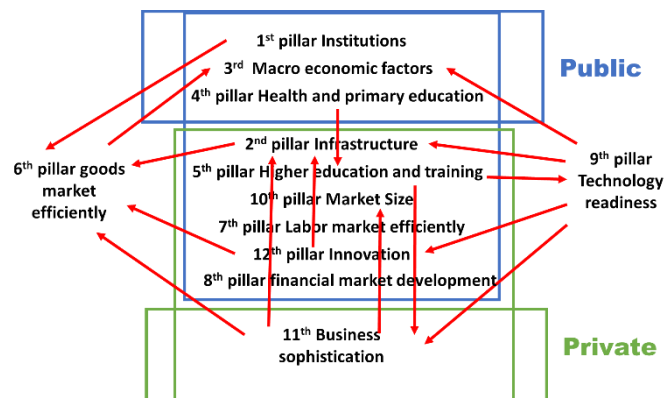 1st pillar Institutions
3rd Macro economic factors
4th pillar Health and primary education
Public
2nd pillar Infrastructure
5th pillar Higher education and training
10th pillar Market Size
7th pillar Labor market efficiently
12th pillar Innovation
8th pillar financial market development
6th pillar goods
market
efficiently
9th pillar
Technology
readiness
11th Business
sophistication
Private